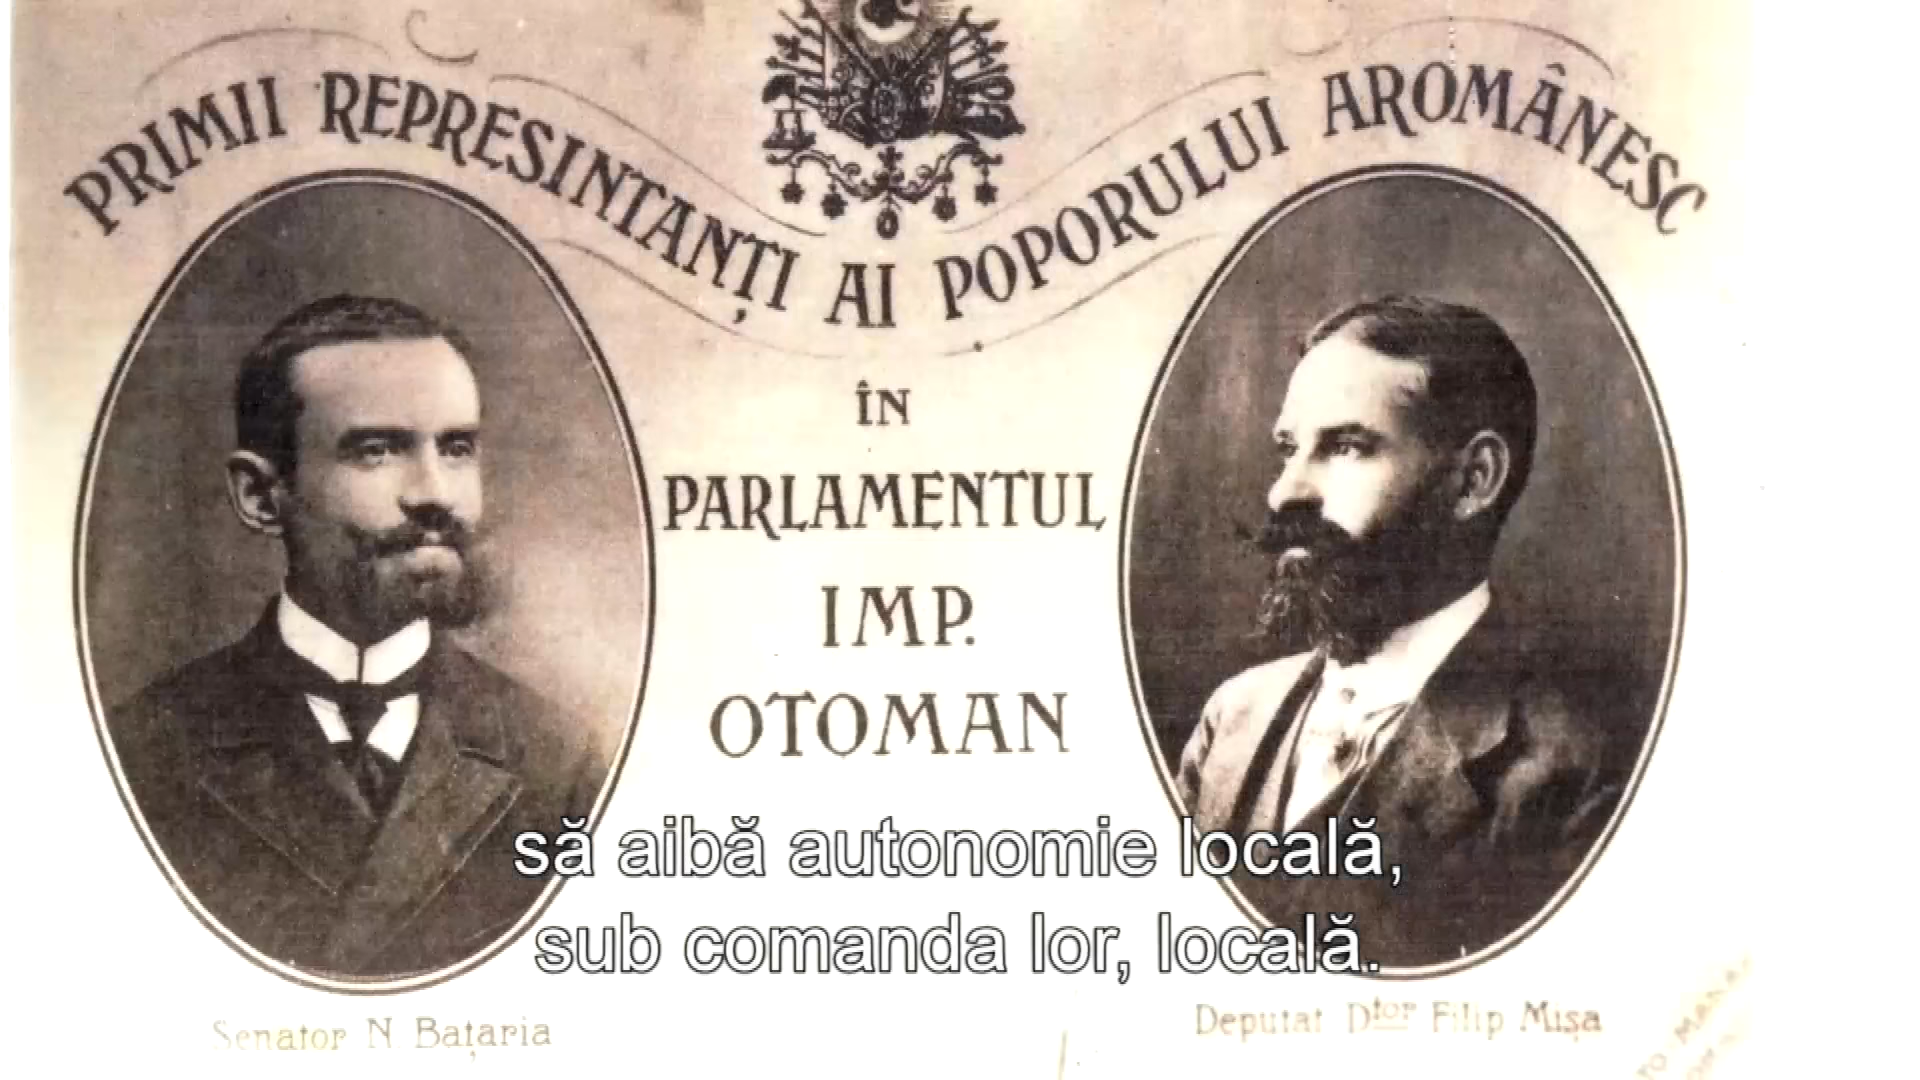 PRIMII REPRESINTANȚI AI POPORULUI AROMÂNESC
ÎN
PARLAMENTUL
IMP.
OTOMAN
să aibă autonomie locală,
sub comanda lor, locală.
Senator N. Bațaria
Deputat Dtor Filip Mișa